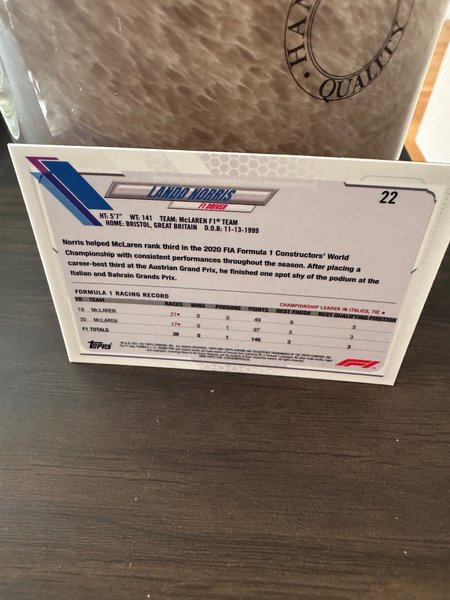 HAN
QUALITY
22
LANDO NORRIS
F1 DRIVER
HT: 5'7" WT: 141 TEAM: McLAREN F1® TEAM
HOME: BRISTOL, GREAT BRITAIN D.O.B: 11-13-1999
Norris helped McLaren rank third in the 2020 FIA Formula 1 Constructors' World
Championship with consistent performances throughout the season. After placing a
career-best third at the Austrian Grand Prix, he finished one spot shy of the podium at the
Italian and Bahrain Grands Prix.
FORMULA 1 RACING RECORD CHAMPIONSHIP LEADER IN ITALICS, TIE
YR TEAM RACES WINS PODIUMS POINTS BEST FINISH BEST QUALIFYING POSITION
19 McLAREN 21 0 0 49 6 5
20 McLAREN 17 0 1 97 3 3
F1 TOTALS 38 0 1 146 3 3
TOPPS
F1